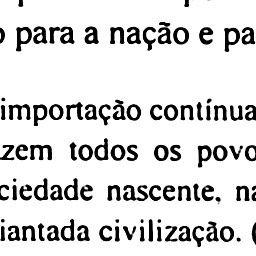 o para a nação e pa
importação contínua
zem todos os povo
ciedade nascente, na
iantada civilização. (